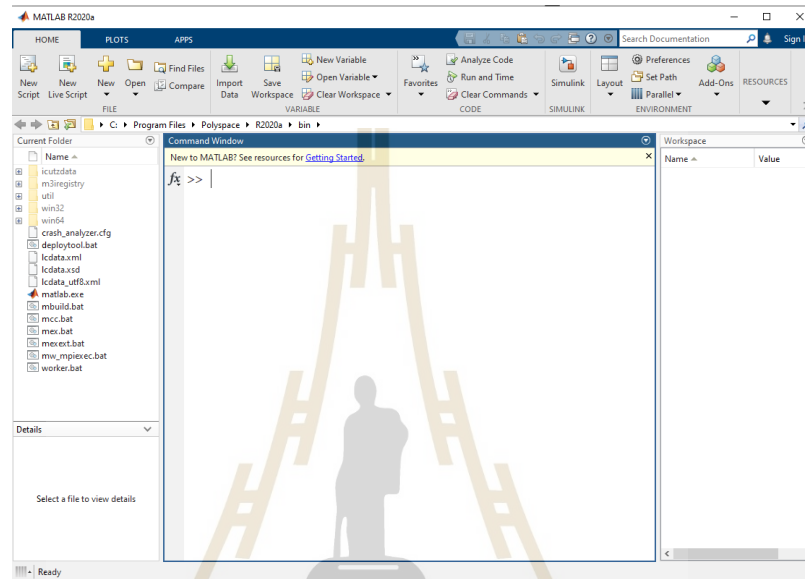 MATLAB R2020a
HOME PLOTS APPS
Search Documentation
New Script
New Live Script
New
Open
Find Files
Compare
Import Data
Save Workspace
New Variable
Open Variable
Clear Workspace
Favorites
Analyze Code
Run and Time
Clear Commands
Simulink
Layout
Preferences
Set Path
Parallel
Add-Ons
RESOURCES
FILE VARIABLE CODE SIMULINK ENVIRONMENT
C: Program Files Polyspace R2020a bin
Current Folder
Name
icutzdata
m3iregistry
util
win32
win64
crash_analyzer.cfg
deploytool.bat
lcdata.xml
lcdata.xsd
lcdata_utf8.xml
matlab.exe
mbuild.bat
mcc.bat
mex.bat
mexext.bat
mw_mpiexec.bat
worker.bat
Details
Select a file to view details
Command Window
New to MATLAB? See resources for Getting Started.
fx >>
Workspace
Name Value
Ready